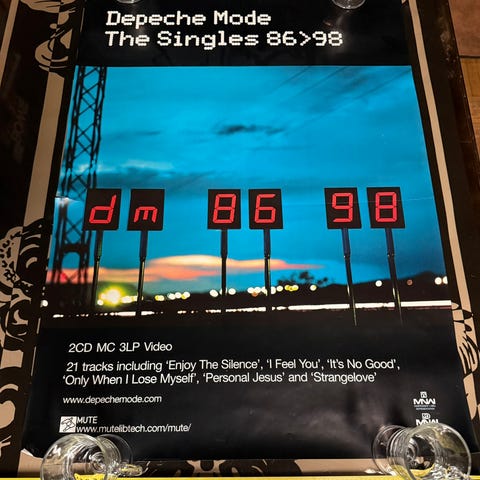 Depeche Mode
The Singles 86>98
dm 86 98
2CD MC 3LP Video
21 tracks including 'Enjoy The Silence', 'I Feel You', 'It's No Good',
'Only When I Lose Myself', 'Personal Jesus' and 'Strangelove'
www.depechemode.com
MUTE
www.mutelibtech.com/mute/
MNW
MNW